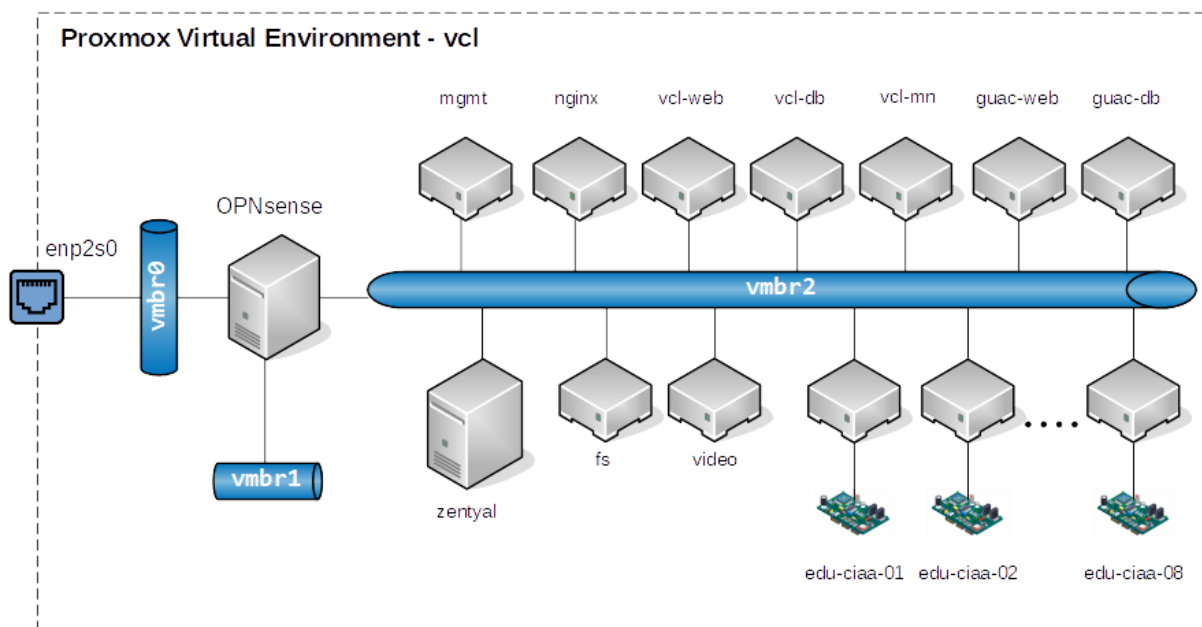 Proxmox Virtual Environment - vcl
mgmt
nginx
vcl-web
vcl-db
vcl-mn
guac-web
guac-db
OPNsense
enp2s0
vmbr0
vmbr2
vmbr1
zentyal
fs
video
edu-ciaa-01
edu-ciaa-02
edu-ciaa-08